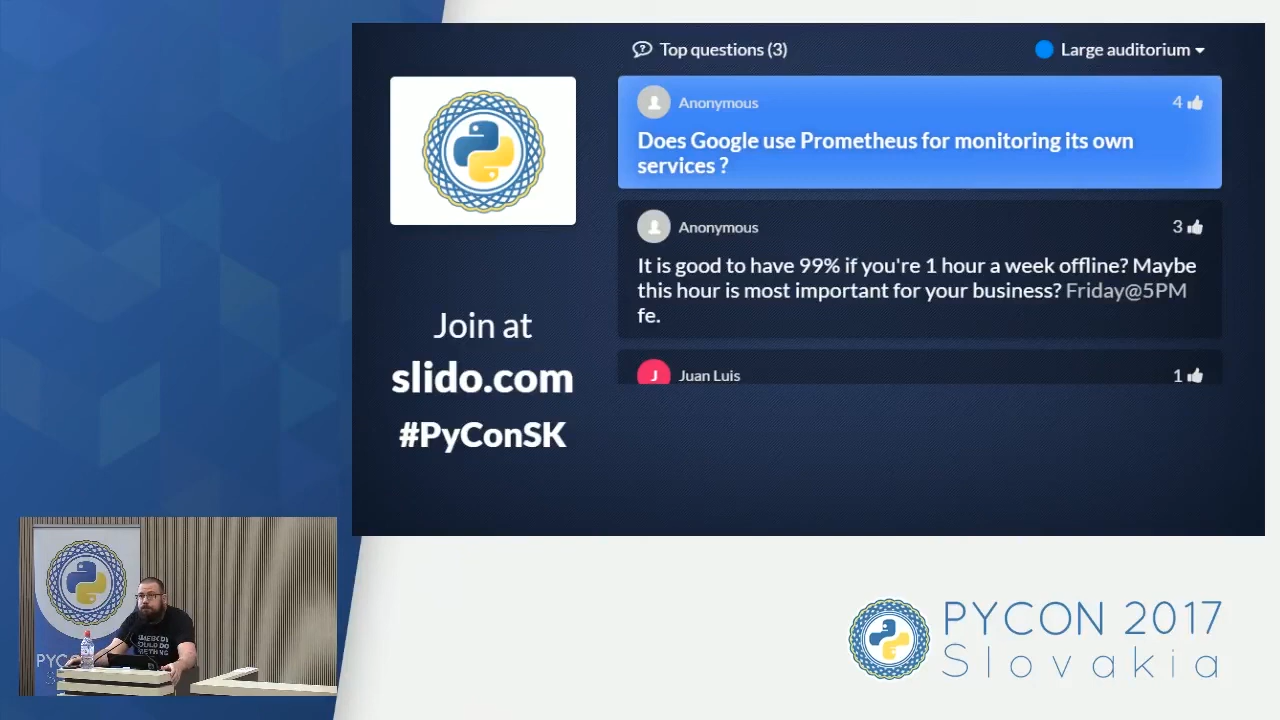 Top questions (3)
Large auditorium
Anonymous
4
Does Google use Prometheus for monitoring its own
services ?
Anonymous
3
It is good to have 99% if you're 1 hour a week offline? Maybe
this hour is most important for your business? Friday@5PM
fe.
J
Juan Luis
1
Join at
slido.com
#PyConSK
PYC
PYCON 2017
Slovakia